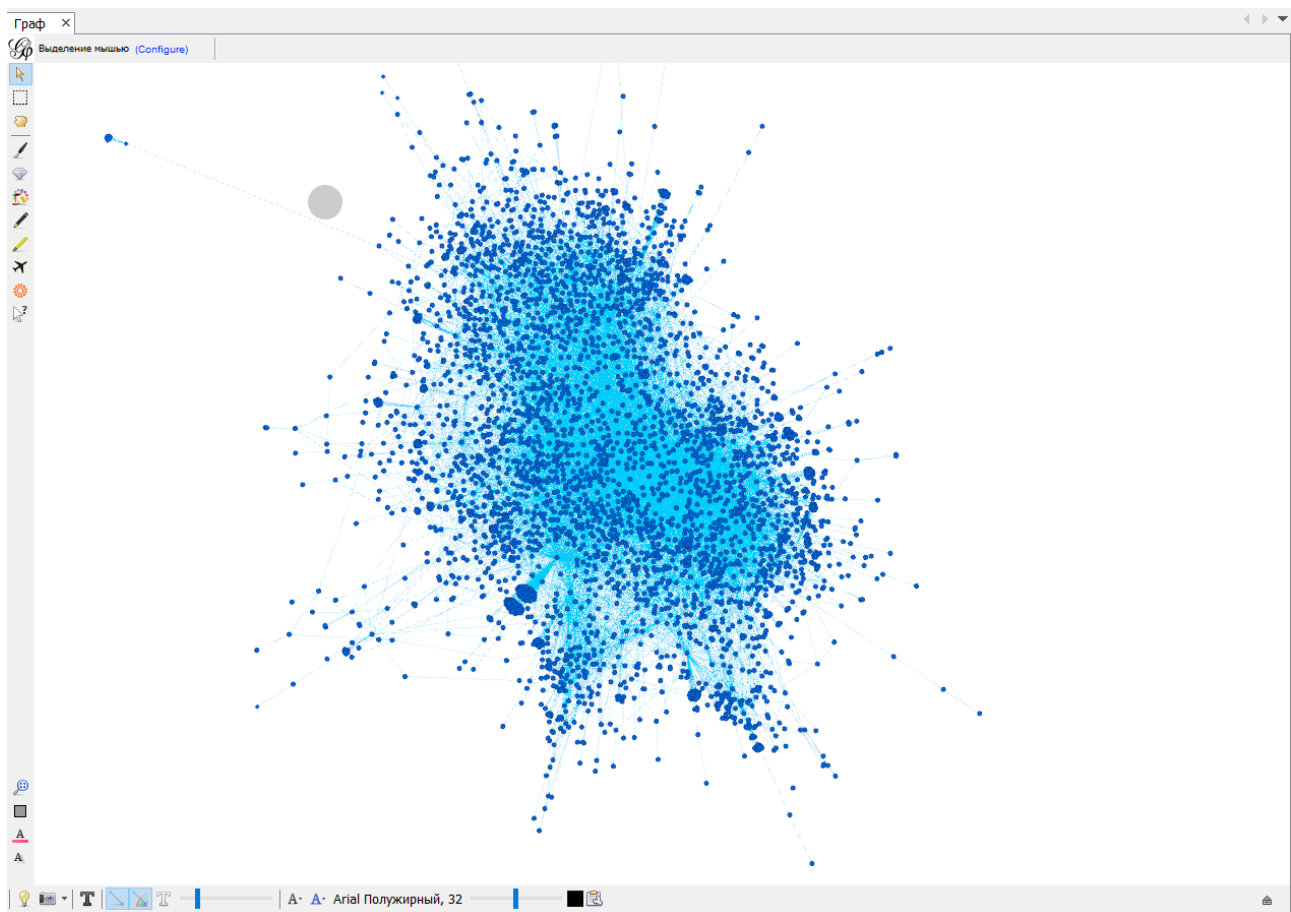 Граф
Выделение мышью (Configure)
Arial Полужирный, 32